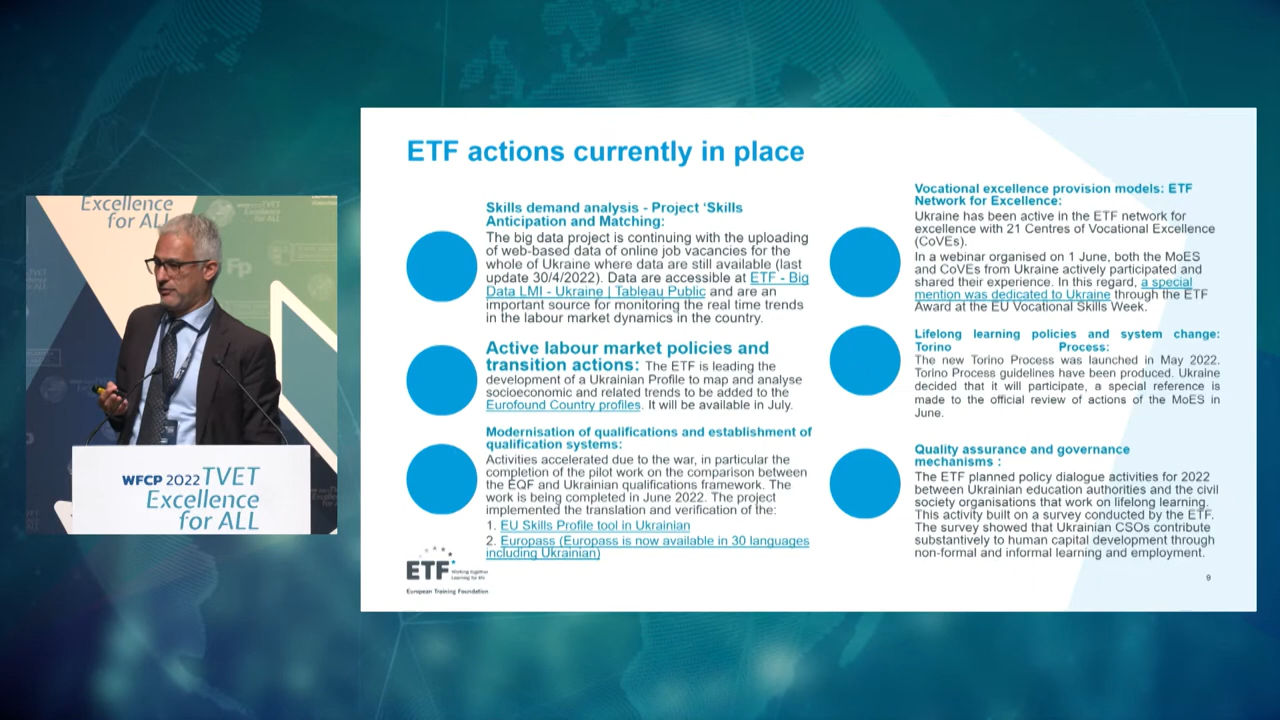 Excellence
for ALL
Fp
WFCP 2022 TVET
Excellence
for ALL
ETF actions currently in place
Skills demand analysis - Project ‘Skills
Anticipation and Matching:
The big data project is continuing with the uploading
of web-based data of online job vacancies for the
whole of Ukraine where data are still available (last
update 30/4/2022). Data are accessible at ETF - Big
Data LMI - Ukraine | Tableau Public and are an
important source for monitoring the real time trends
in the labour market dynamics in the country.
Active labour market policies and
transition actions: The ETF is leading the
development of a Ukrainian Profile to map and analyse
socioeconomic and related trends to be added to the
Eurofound Country profiles. It will be available in July.
Modernisation of qualifications and establishment of
qualification systems:
Activities accelerated due to the war, in particular the
completion of the pilot work on the comparison between
the EQF and Ukrainian qualifications framework. The
work is being completed in June 2022. The project
implemented the translation and verification of the:
1. EU Skills Profile tool in Ukrainian
2. Europass (Europass is now available in 30 languages
including Ukrainian)
Vocational excellence provision models: ETF
Network for Excellence:
Ukraine has been active in the ETF network for
excellence with 21 Centres of Vocational Excellence
(CoVEs).
In a webinar organised on 1 June, both the MoES
and CoVEs from Ukraine actively participated and
shared their experience. In this regard, a special
mention was dedicated to Ukraine through the ETF
Award at the EU Vocational Skills Week.
Lifelong learning policies and system change:
Torino Process:
The new Torino Process was launched in May 2022.
Torino Process guidelines have been produced. Ukraine
decided that it will participate, a special reference is
made to the official review of actions of the MoES in
June.
Quality assurance and governance
mechanisms :
The ETF planned policy dialogue activities for 2022
between Ukrainian education authorities and the civil
society organisations that work on lifelong learning.
This activity built on a survey conducted by the ETF.
The survey showed that Ukrainian CSOs contribute
substantively to human capital development through
non-formal and informal learning and employment.
ETF
Working together
Learning for life
European Training Foundation
9